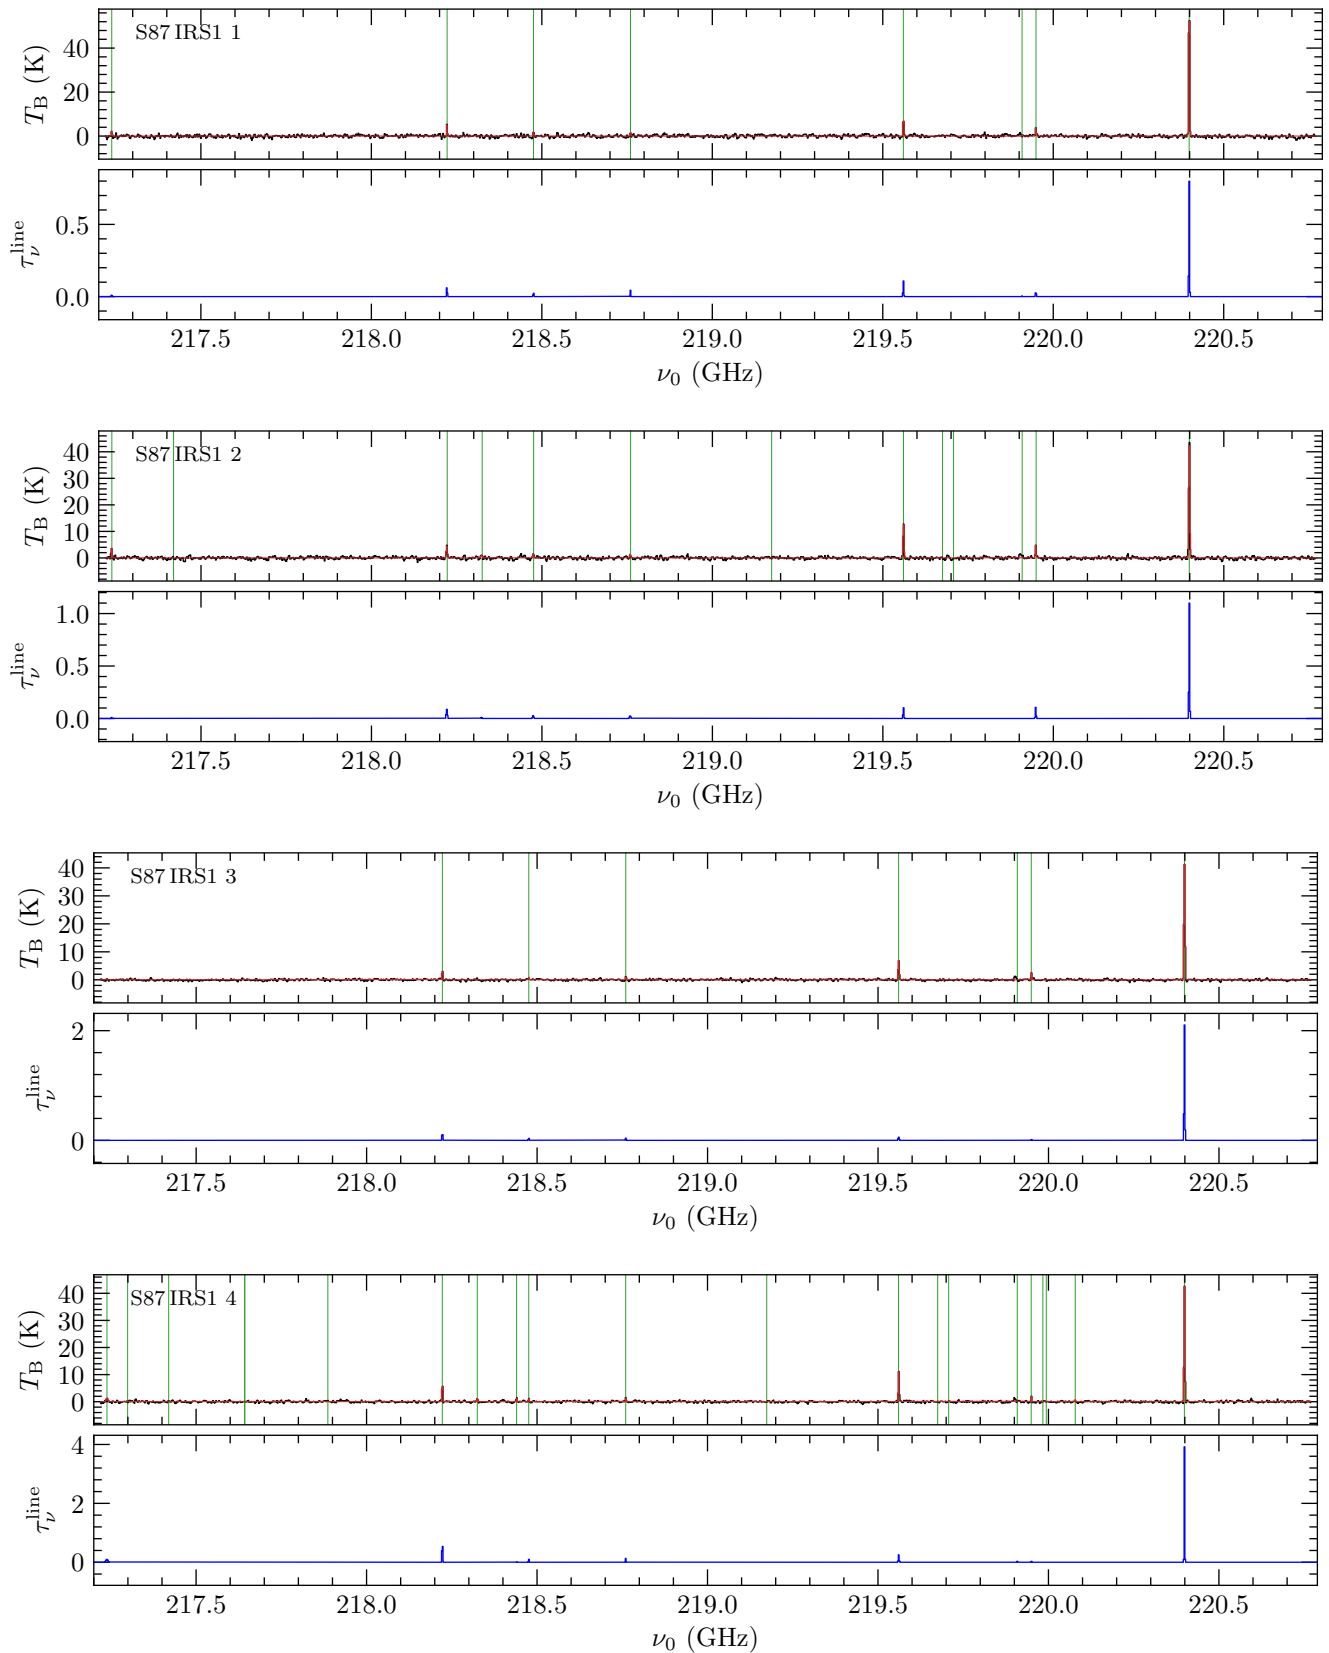 S87 IRS1 1
T_B (K)
40
20
0
τ_ν^line
0.5
0.0
217.5 218.0 218.5 219.0 219.5 220.0 220.5
ν_0 (GHz)
S87 IRS1 2
T_B (K)
40
30
20
10
0
τ_ν^line
1.0
0.5
0.0
217.5 218.0 218.5 219.0 219.5 220.0 220.5
ν_0 (GHz)
S87 IRS1 3
T_B (K)
40
30
20
10
0
τ_ν^line
2
0
217.5 218.0 218.5 219.0 219.5 220.0 220.5
ν_0 (GHz)
S87 IRS1 4
T_B (K)
40
30
20
10
0
τ_ν^line
4
2
0
217.5 218.0 218.5 219.0 219.5 220.0 220.5
ν_0 (GHz)